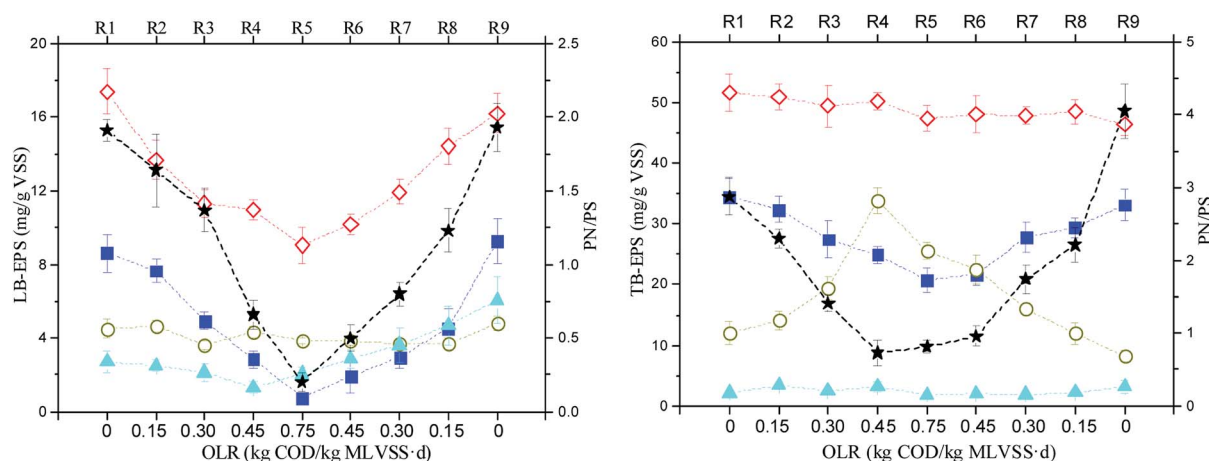 R1 R2 R3 R4 R5 R6 R7 R8 R9
20
16
12
8
4
0
LB-EPS (mg/g VSS)
2.5
2.0
1.5
1.0
0.5
0.0
PN/PS
0 0.15 0.30 0.45 0.75 0.45 0.30 0.15 0
OLR (kg COD/kg MLVSS·d)
R1 R2 R3 R4 R5 R6 R7 R8 R9
60
50
40
30
20
10
0
TB-EPS (mg/g VSS)
5
4
3
2
1
0
PN/PS
0 0.15 0.30 0.45 0.75 0.45 0.30 0.15 0
OLR (kg COD/kg MLVSS·d)